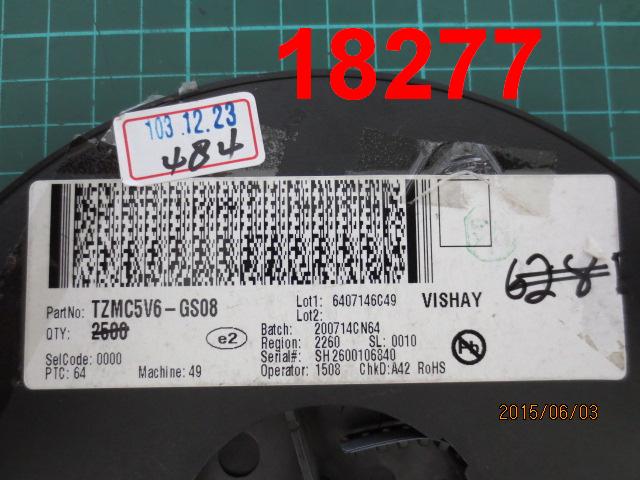 18277
103.12.23
484
PartNo: TZMC5V6-GS08
Lot1: 6407146C49
VISHAY
628
Lot2:
QTY: 2500
e2
Batch: 200714CN64
Region: 2260 SL: 0010
Pb
SelCode: 0000
Serial#: SH2600106840
PTC: 64 Machine: 49
Operator: 1508 ChkD:A42 RoHS
2015/06/03